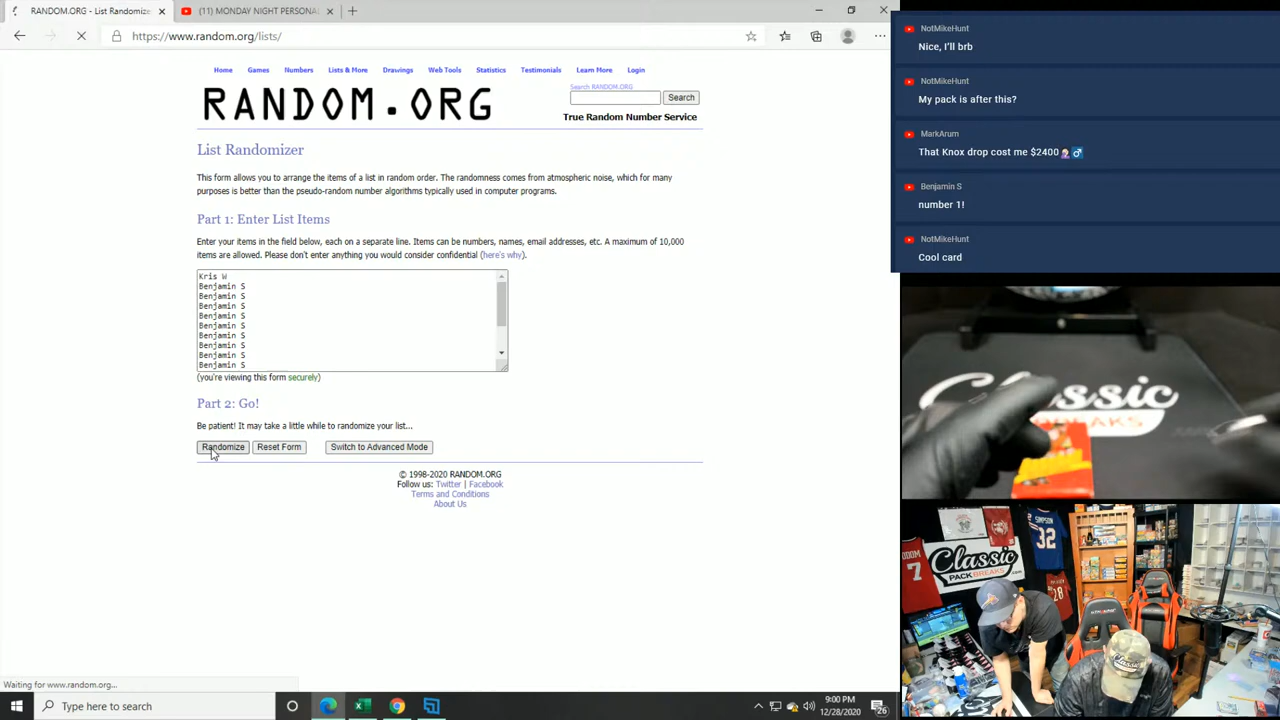 RANDOM.ORG - List Randomizer
(11) MONDAY NIGHT PERSONAL
https://www.random.org/lists/
Home Games Numbers Lists & More Drawings Web Tools Statistics Testimonials Learn More Login
RANDOM.ORG
Search RANDOM.ORG
Search
True Random Number Service
List Randomizer
This form allows you to arrange the items of a list in random order. The randomness comes from atmospheric noise, which for many
purposes is better than the pseudo-random number algorithms typically used in computer programs.
Part 1: Enter List Items
Enter your items in the field below, each on a separate line. Items can be numbers, names, email addresses, etc. A maximum of 10,000
items are allowed. Please don't enter anything you would consider confidential (here's why).
Kris W
Benjamin S
Benjamin S
Benjamin S
Benjamin S
Benjamin S
Benjamin S
Benjamin S
Benjamin S
Benjamin S
(you're viewing this form securely)
Part 2: Go!
Be patient! It may take a little while to randomize your list...
Randomize Reset Form Switch to Advanced Mode
© 1998-2020 RANDOM.ORG
Follow us: Twitter | Facebook
Terms and Conditions
About Us
Waiting for www.random.org...
Type here to search
9:00 PM
12/28/2020
26
NotMikeHunt
Nice, I'll brb
NotMikeHunt
My pack is after this?
MarkArum
That Knox drop cost me $2400
Benjamin S
number 1!
NotMikeHunt
Cool card
Classic
BREAKS
SIMPSON
32
7
Classic
PACK BREAKS
.com
28